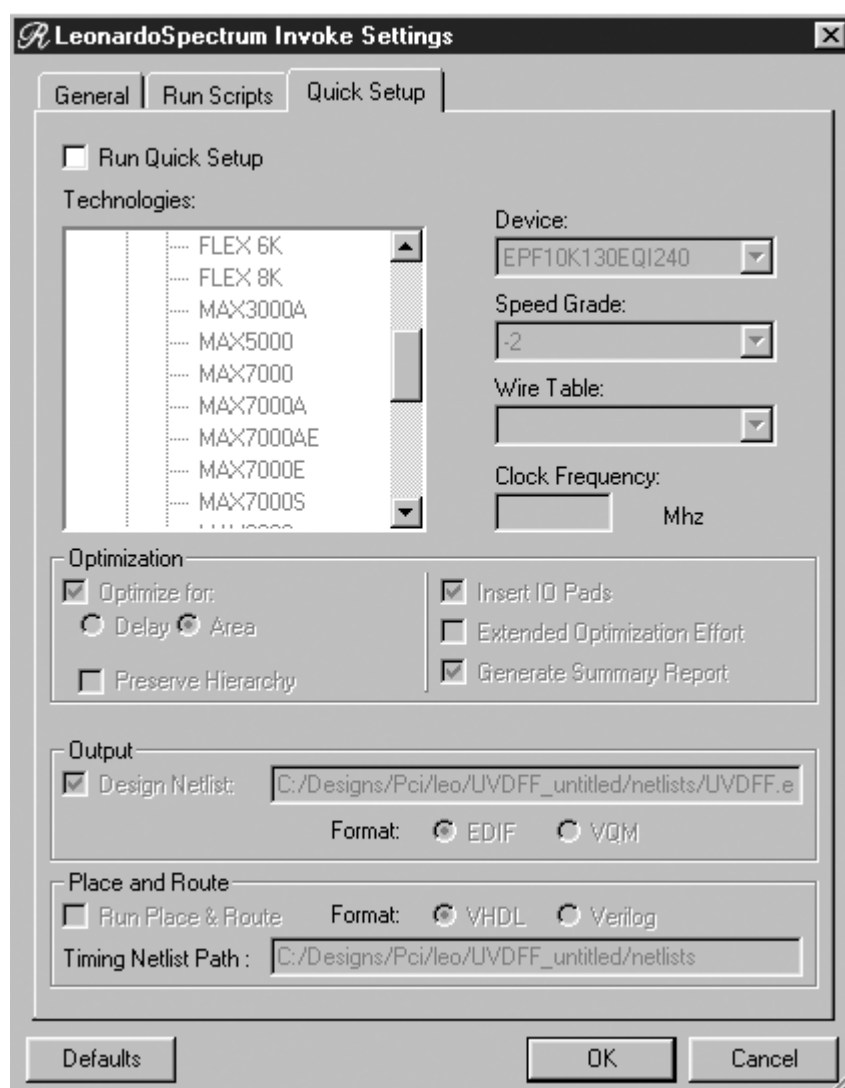 LeonardoSpectrum Invoke Settings
General Run Scripts Quick Setup
Run Quick Setup
Technologies:
FLEX 6K
FLEX 8K
MAX3000A
MAX5000
MAX7000
MAX7000A
MAX7000AE
MAX7000E
MAX7000S
Device:
EPF10K130EQI240
Speed Grade:
-2
Wire Table:
Clock Frequency:
Mhz
Optimization
Optimize for:
Delay Area
Preserve Hierarchy
Insert IO Pads
Extended Optimization Effort
Generate Summary Report
Output
Design Netlist: C:/Designs/Pci/leo/UVDFF_untitled/netlists/UVDFF.e
Format: EDIF VQM
Place and Route
Run Place & Route Format: VHDL Verilog
Timing Netlist Path : C:/Designs/Pci/leo/UVDFF_untitled/netlists
Defaults OK Cancel